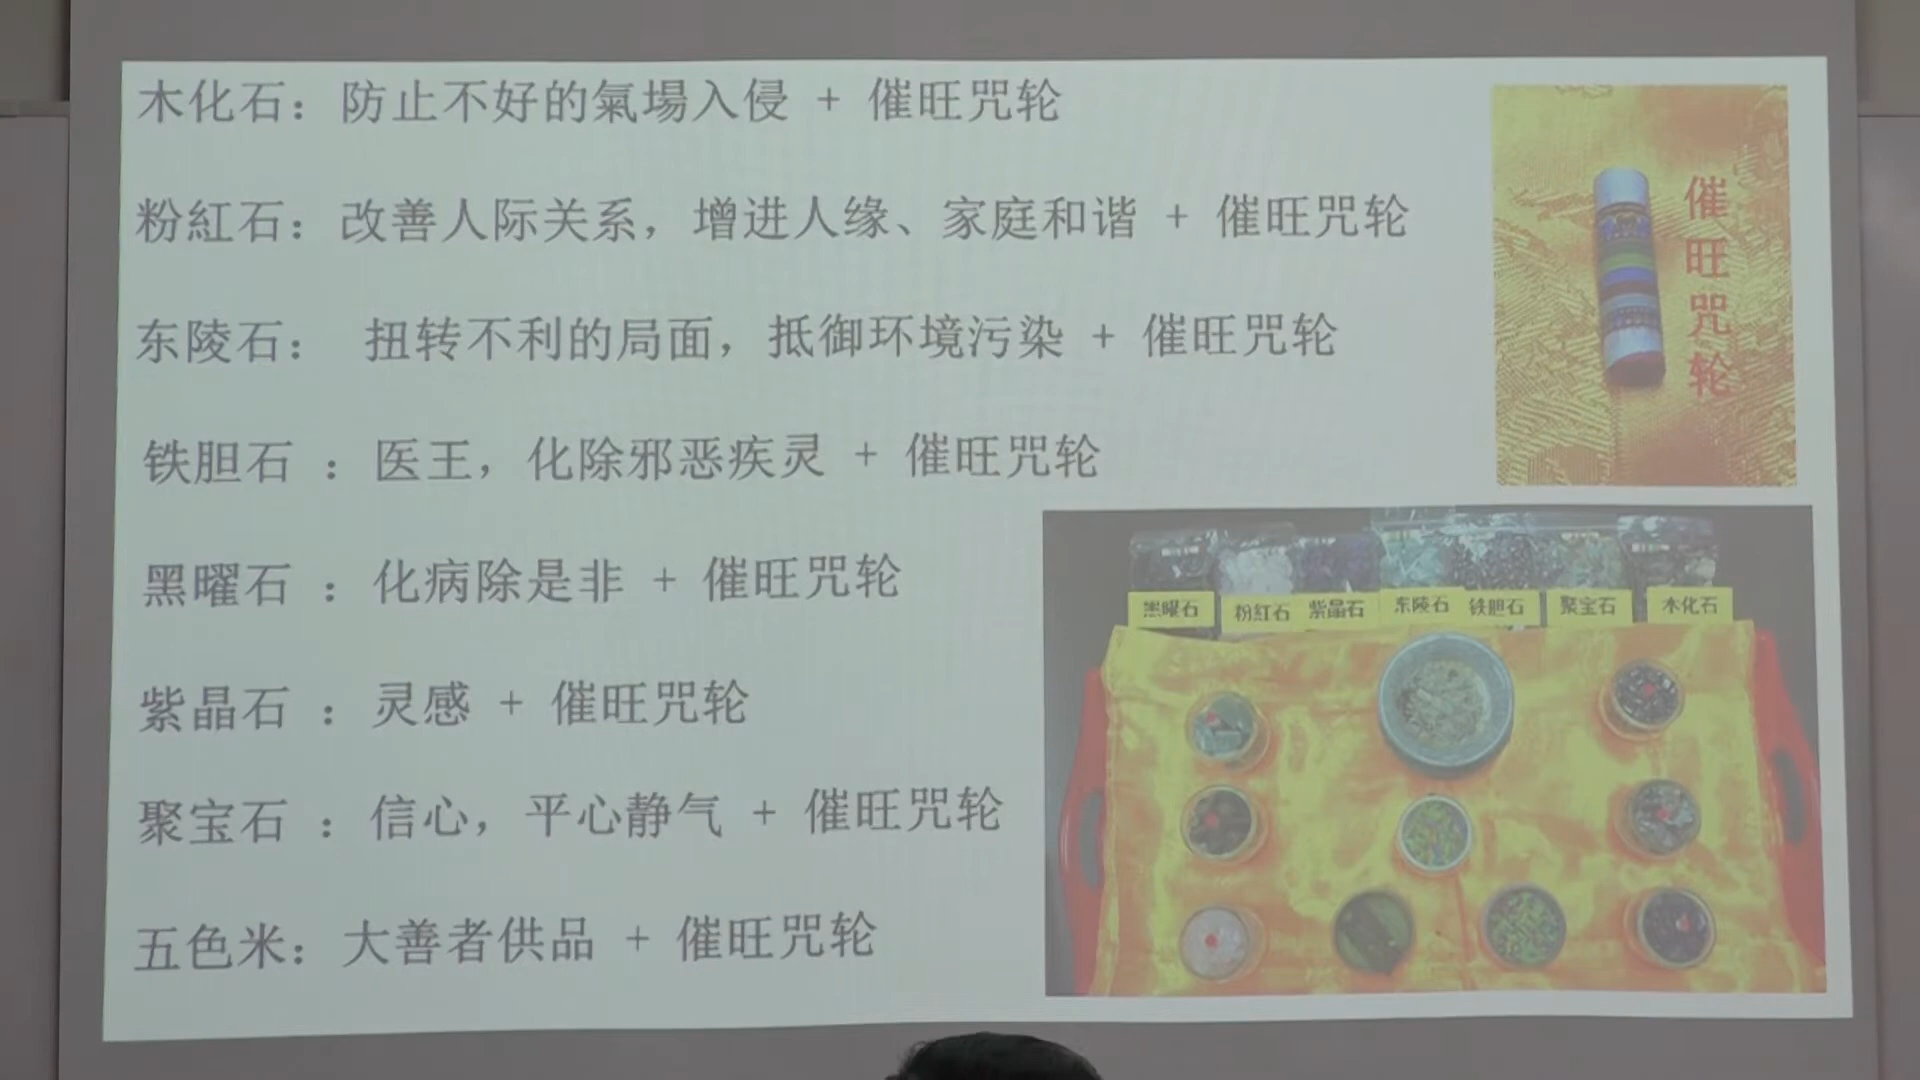 木化石：防止不好的氣場入侵 + 催旺咒轮
粉紅石：改善人际关系，增进人缘、家庭和谐 + 催旺咒轮
东陵石： 扭转不利的局面，抵御环境污染 + 催旺咒轮
铁胆石 ：医王，化除邪恶疾灵 + 催旺咒轮
黑曜石 ：化病除是非 + 催旺咒轮
紫晶石 ：灵感 + 催旺咒轮
聚宝石 ：信心，平心静气 + 催旺咒轮
五色米：大善者供品 + 催旺咒轮
催旺咒轮
黑曜石
粉紅石
紫晶石
东陵石
铁胆石
聚宝石
木化石